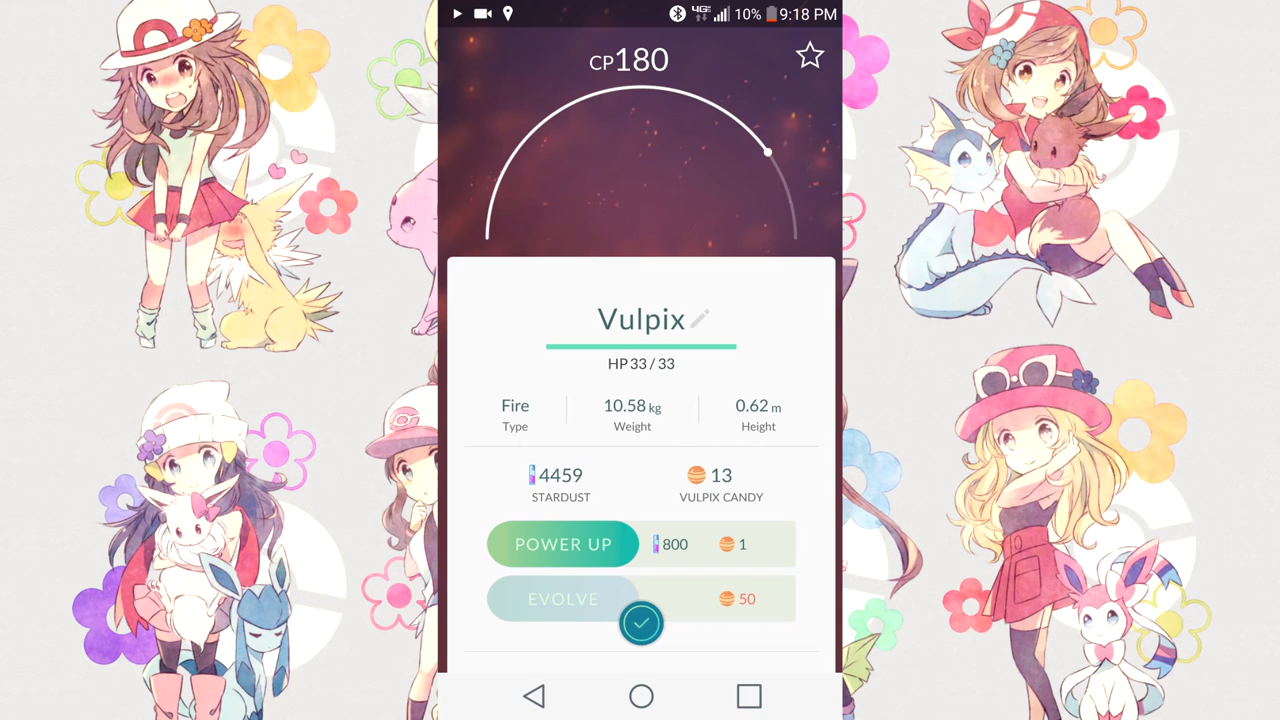 4GE 10% 9:18 PM
CP180
Vulpix
HP 33 / 33
Fire 10.58 kg 0.62 m
Type Weight Height
4459 13
STARDUST VULPIX CANDY
POWER UP 800 1
EVOLVE 50